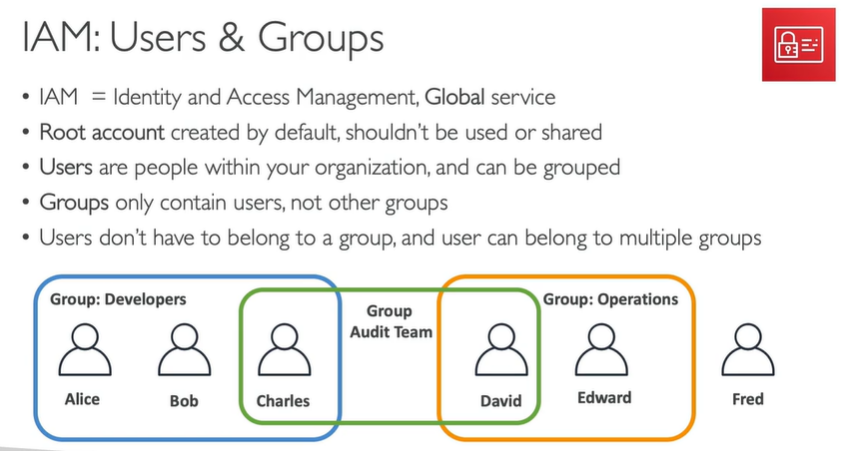 IAM: Users & Groups
• IAM = Identity and Access Management, Global service
• Root account created by default, shouldn't be used or shared
• Users are people within your organization, and can be grouped
• Groups only contain users, not other groups
• Users don't have to belong to a group, and user can belong to multiple groups
Group: Developers
Group
Audit Team
Group: Operations
Alice
Bob
Charles
David
Edward
Fred